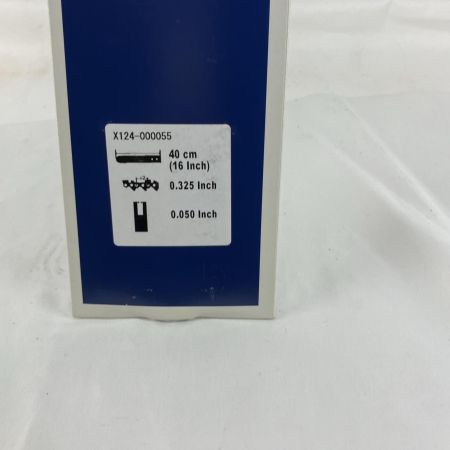 X124-000055
40 cm
(16 Inch)
0.325 Inch
0.050 Inch